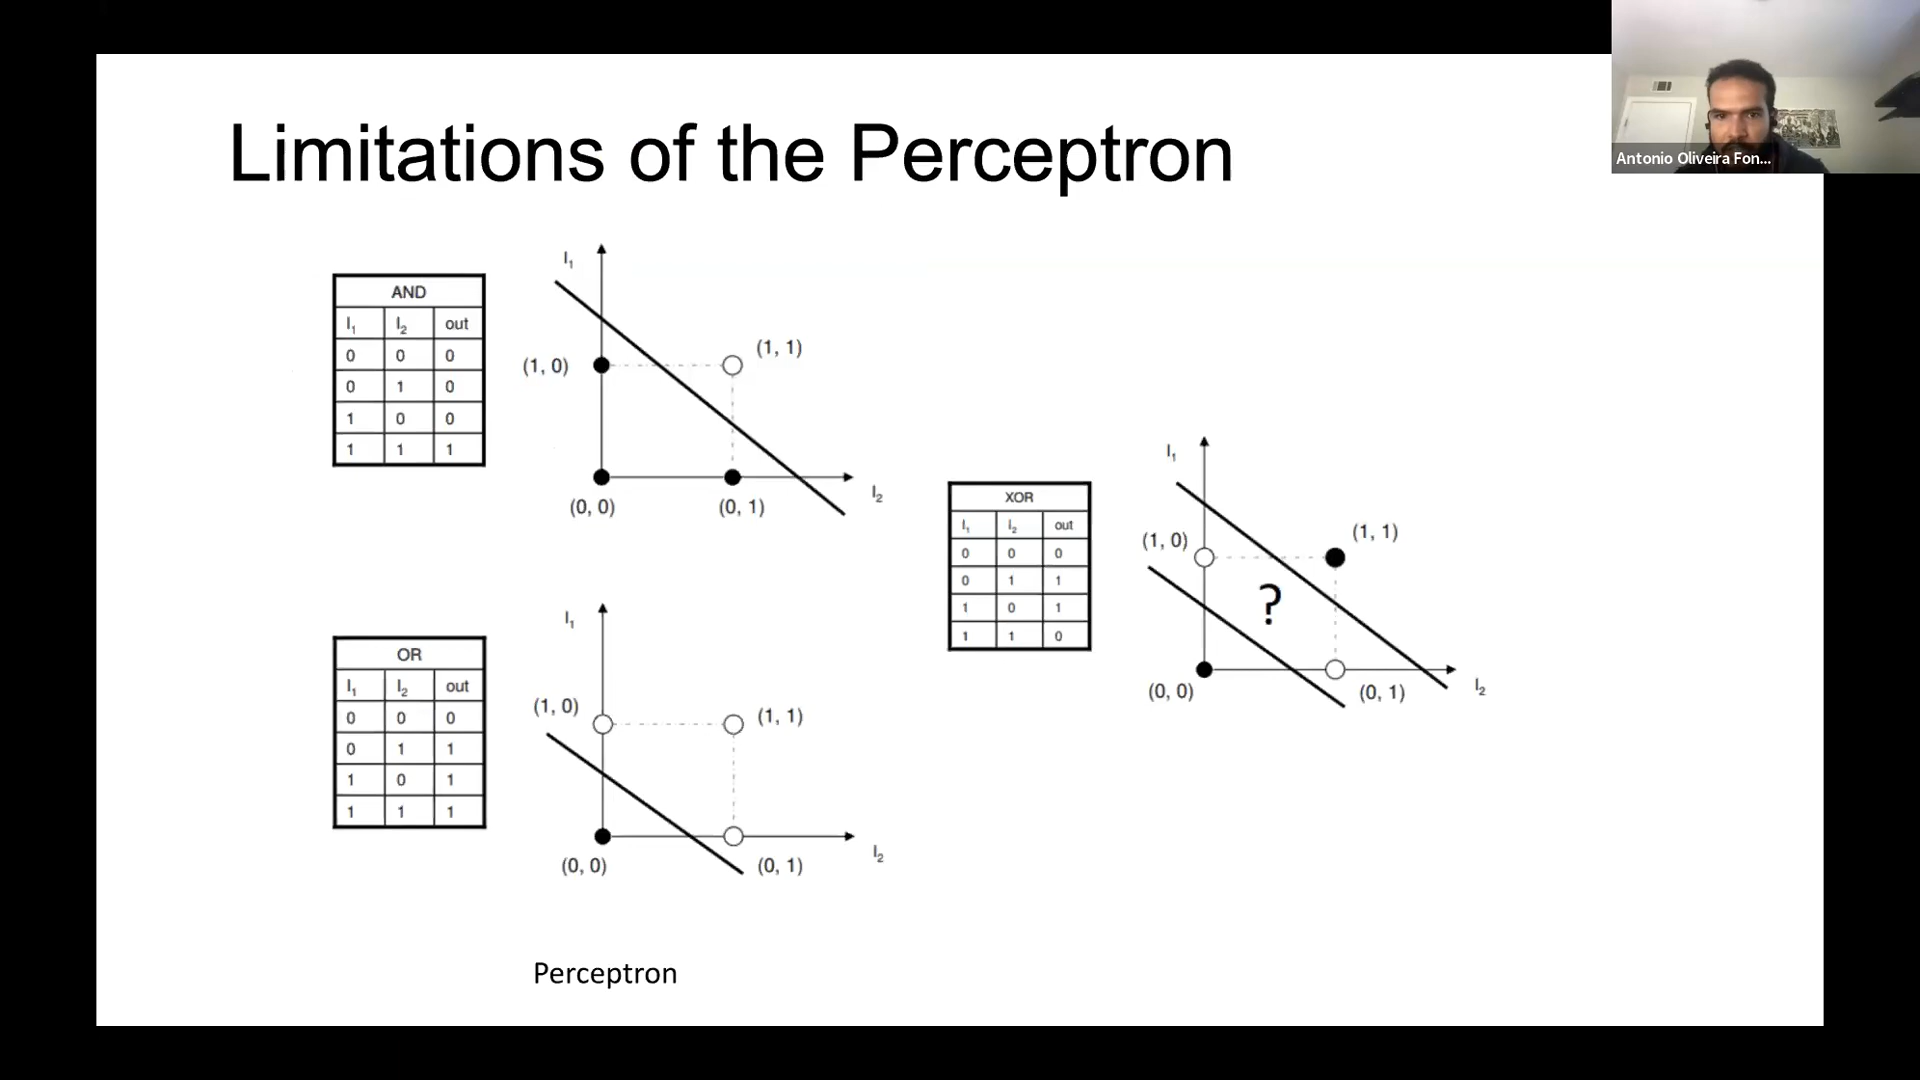 Limitations of the Perceptron
Antonio Oliveira Fon...
AND
I₁ I₂ out
0 0 0
0 1 0
1 0 0
1 1 1
I₁
(1, 0)
(1, 1)
(0, 0)
(0, 1)
I₂
OR
I₁ I₂ out
0 0 0
0 1 1
1 0 1
1 1 1
I₁
(1, 0)
(1, 1)
(0, 0)
(0, 1)
I₂
XOR
I₁ I₂ out
0 0 0
0 1 1
1 0 1
1 1 0
I₁
(1, 0)
(1, 1)
?
(0, 0)
(0, 1)
I₂
Perceptron